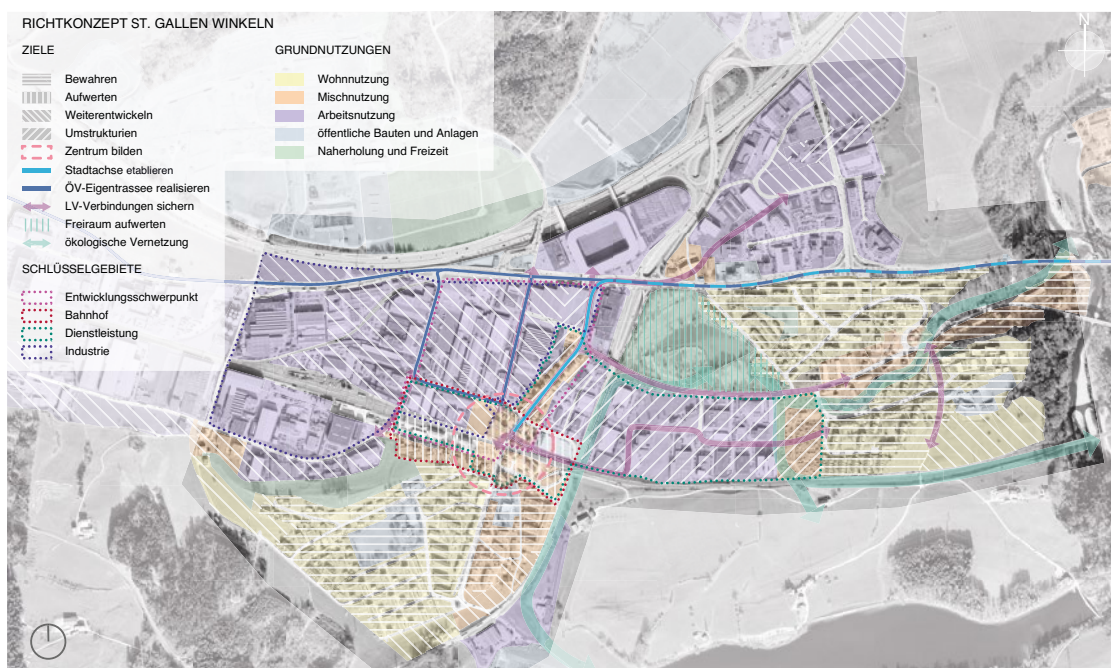 RICHTKONZEPT ST. GALLEN WINKELN
ZIELE
Bewahren
Aufwerten
Weiterentwickeln
Umstrukturien
Zentrum bilden
Stadtachse etablieren
ÖV-Eigentrassee realisieren
LV-Verbindungen sichern
Freiraum aufwerten
ökologische Vernetzung
SCHLÜSSELGEBIETE
Entwicklungsschwerpunkt
Bahnhof
Dienstleistung
Industrie
GRUNDNUTZUNGEN
Wohnnutzung
Mischnutzung
Arbeitsnutzung
öffentliche Bauten und Anlagen
Naherholung und Freizeit
N